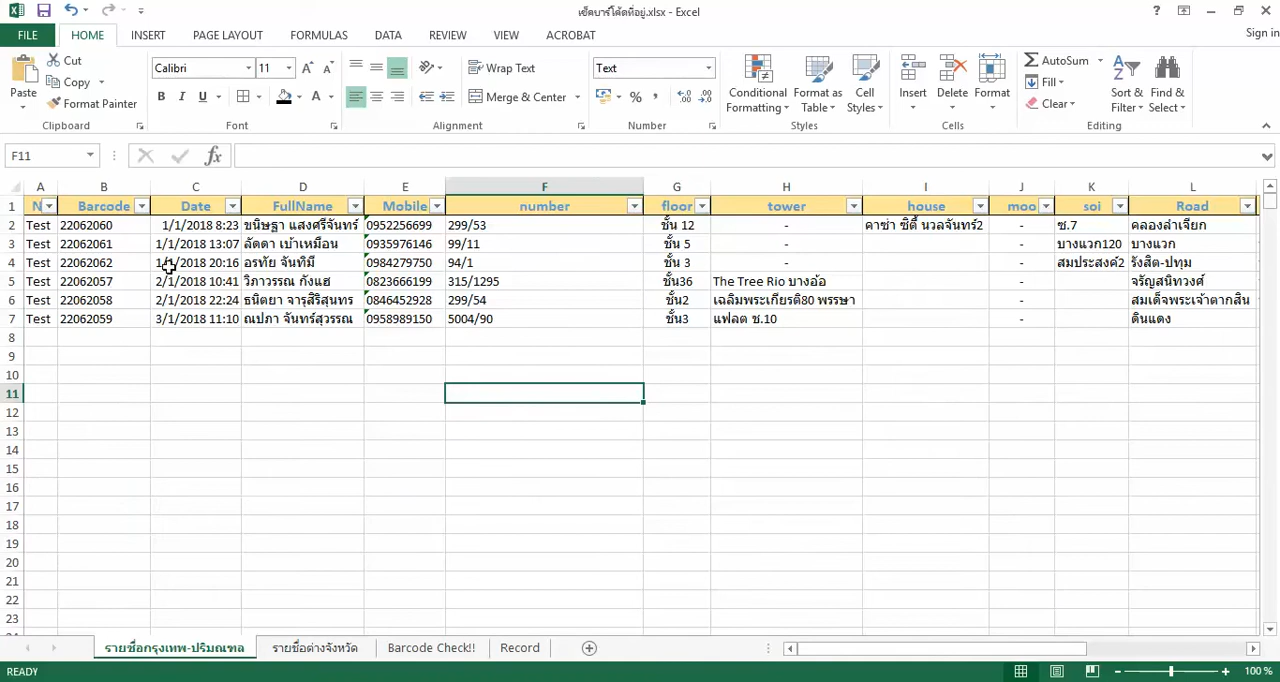 เช็คบาร์โค้ดที่อยู่.xlsx - Excel
FILE HOME INSERT PAGE LAYOUT FORMULAS DATA REVIEW VIEW ACROBAT Sign in
Paste Cut Copy Format Painter Clipboard
Calibri 11 B I U A Font
Wrap Text Merge & Center Alignment
Text % , Number
Conditional Formatting Format as Table Cell Styles Styles
Insert Delete Format Cells
AutoSum Fill Clear Sort & Filter Find & Select Editing
F11 fx
A B C D E F G H I J K L
1 N Barcode Date FullName Mobile number floor tower house moo soi Road
2 Test 22062060 1/1/2018 8:23 ขนิษฐา แสงศรีจันทร์ 0952256699 299/53 ชั้น 12 - คาซ่า ซิตี้ นวลจันทร์2 - ซ.7 คลองลำเจียก
3 Test 22062061 1/1/2018 13:07 ลัดดา เบ้าเหมือน 0935976146 99/11 ชั้น 5 - - บางแวก120 บางแวก
4 Test 22062062 1/1/2018 20:16 อรทัย จันทิมี 0984279750 94/1 ชั้น 3 - - สมประสงค์2 รังสิต-ปทุม
5 Test 22062057 2/1/2018 10:41 วิภาวรรณ กังแฮ 0823666199 315/1295 ชั้น36 The Tree Rio บางอ้อ - จรัญสนิทวงศ์
6 Test 22062058 2/1/2018 22:24 ธนิตยา จารุสิริสุนทร 0846452928 299/54 ชั้น2 เฉลิมพระเกียรติ80 พรรษา - สมเด็จพระเจ้าตากสิน
7 Test 22062059 3/1/2018 11:10 ณปภา จันทร์สุวรรณ 0958989150 5004/90 ชั้น3 แฟลต ช.10 - ดินแดง
8
9
10
11
12
13
14
15
16
17
18
19
20
21
22
23
รายชื่อกรุงเทพ-ปริมณฑล รายชื่อต่างจังหวัด Barcode Check!! Record
READY 100 %